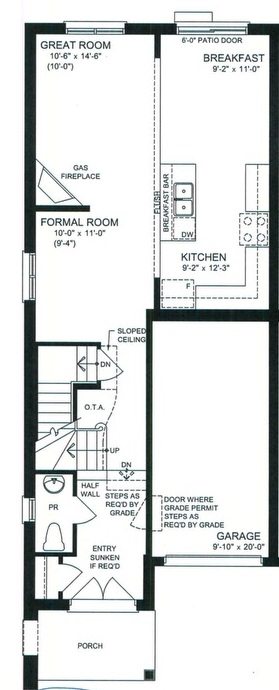 GREAT ROOM
10'-6" x 14'-6"
(10'-0")
6'-0" PATIO DOOR
BREAKFAST
9'-2" x 11'-0"
GAS
FIREPLACE
FLUSH
BREAKFAST BAR
DW
FORMAL ROOM
10'-0" x 11'-0"
(9'-4")
KITCHEN
9'-2" x 12'-3"
F
SLOPED
CEILING
DN
O.T.A.
UP
DN
HALF
WALL
STEPS AS
REQ'D BY
GRADE
PR
DOOR WHERE
GRADE PERMIT
STEPS AS
REQ'D BY GRADE
ENTRY
SUNKEN
IF REQ'D
GARAGE
9'-10" x 20'-0"
PORCH